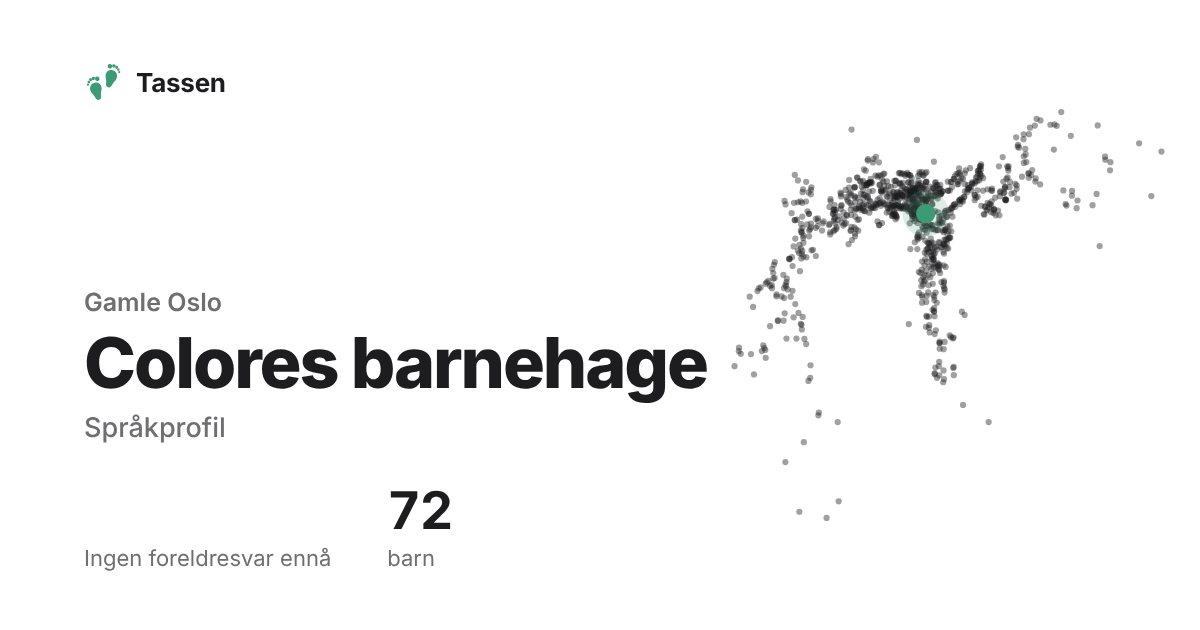 Tassen
Gamle Oslo
Colores barnehage
Språkprofil
72
Ingen foreldresvar ennå
barn